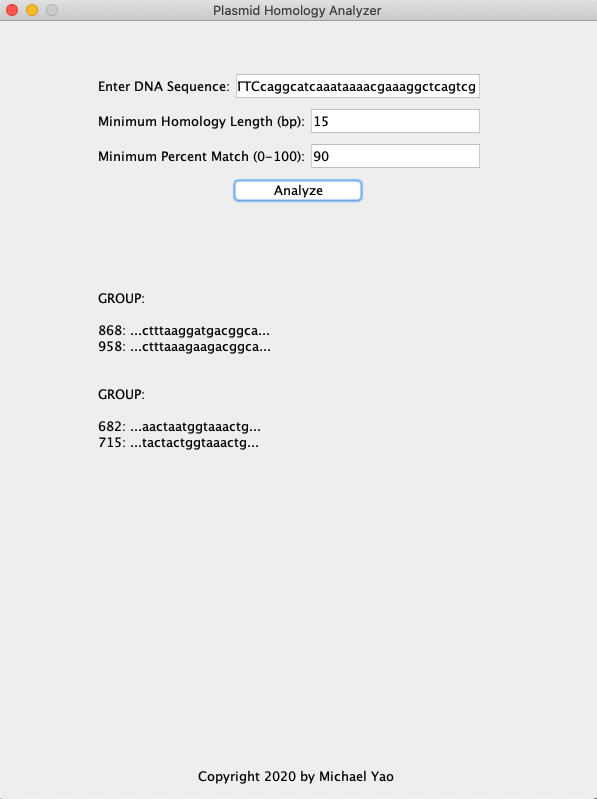 Plasmid Homology Analyzer
Enter DNA Sequence: TTCcaggcatcaaataaaacgaaaggctcagtcg
Minimum Homology Length (bp): 15
Minimum Percent Match (0-100): 90
Analyze
GROUP:
868: ...ctttaaggatgacggca...
958: ...ctttaaagaagacggca...
GROUP:
682: ...aactaatggtaaactg...
715: ...tactactggtaaactg...
Copyright 2020 by Michael Yao